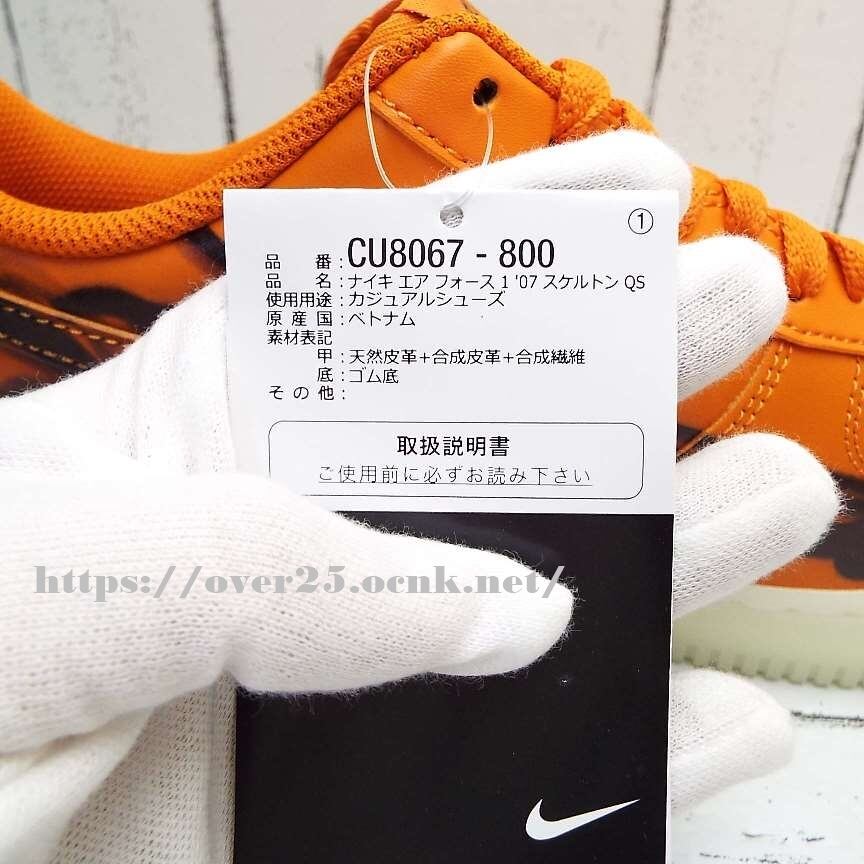 ①
品番:CU8067 - 800
品名:ナイキ エア フォース 1 '07 スケルトン QS
使用用途:カジュアルシューズ
原産国:ベトナム
素材表記
甲:天然皮革+合成皮革+合成繊維
底:ゴム底
その他:
取扱説明書
ご使用前に必ずお読み下さい
https://over25.ocnk.net/